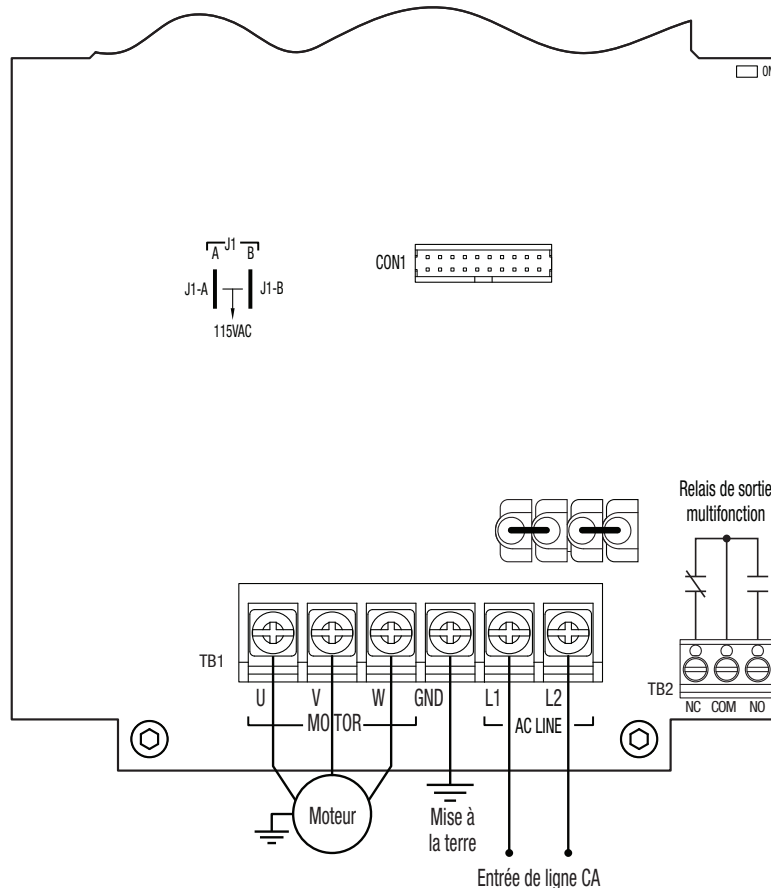 J1
A B
J1-A J1-B
115VAC
CON1
Relais de sortie
multifonction
TB1
U V W GND L1 L2
MOTOR AC LINE
TB2
NC COM NO
Moteur
Mise à
la terre
Entrée de ligne CA